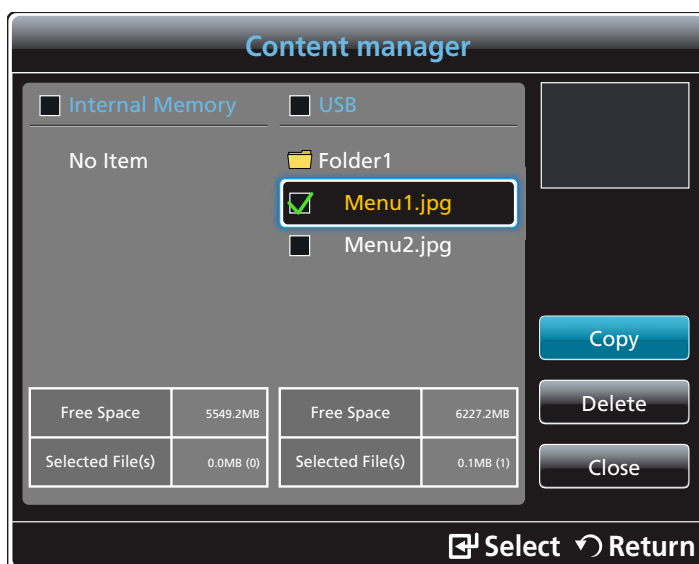 Content manager
Internal Memory
No Item
USB
Folder1
Menu1.jpg
Menu2.jpg
Free Space 5549.2MB
Selected File(s) 0.0MB (0)
Free Space 6227.2MB
Selected File(s) 0.1MB (1)
Copy
Delete
Close
Select Return